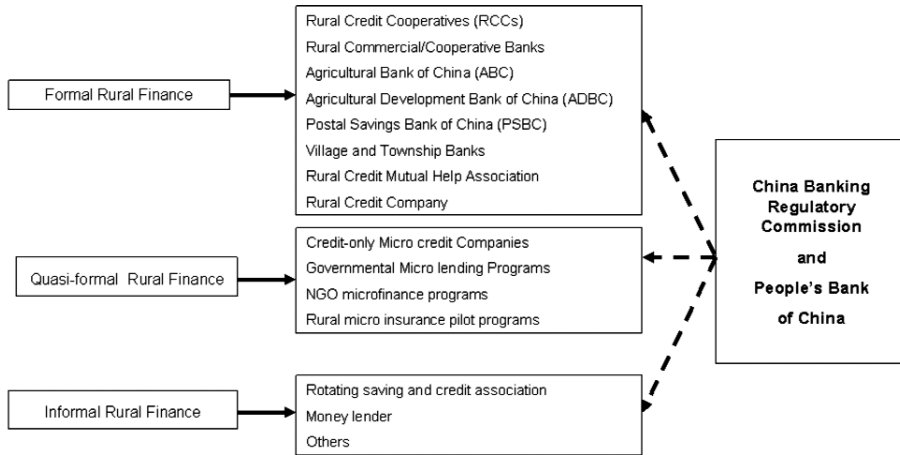 Formal Rural Finance
Rural Credit Cooperatives (RCCs)
Rural Commercial/Cooperative Banks
Agricultural Bank of China (ABC)
Agricultural Development Bank of China (ADBC)
Postal Savings Bank of China (PSBC)
Village and Township Banks
Rural Credit Mutual Help Association
Rural Credit Company
Quasi-formal Rural Finance
Credit-only Micro credit Companies
Governmental Micro lending Programs
NGO microfinance programs
Rural micro insurance pilot programs
Informal Rural Finance
Rotating saving and credit association
Money lender
Others
China Banking
Regulatory
Commission
and
People's Bank
of China